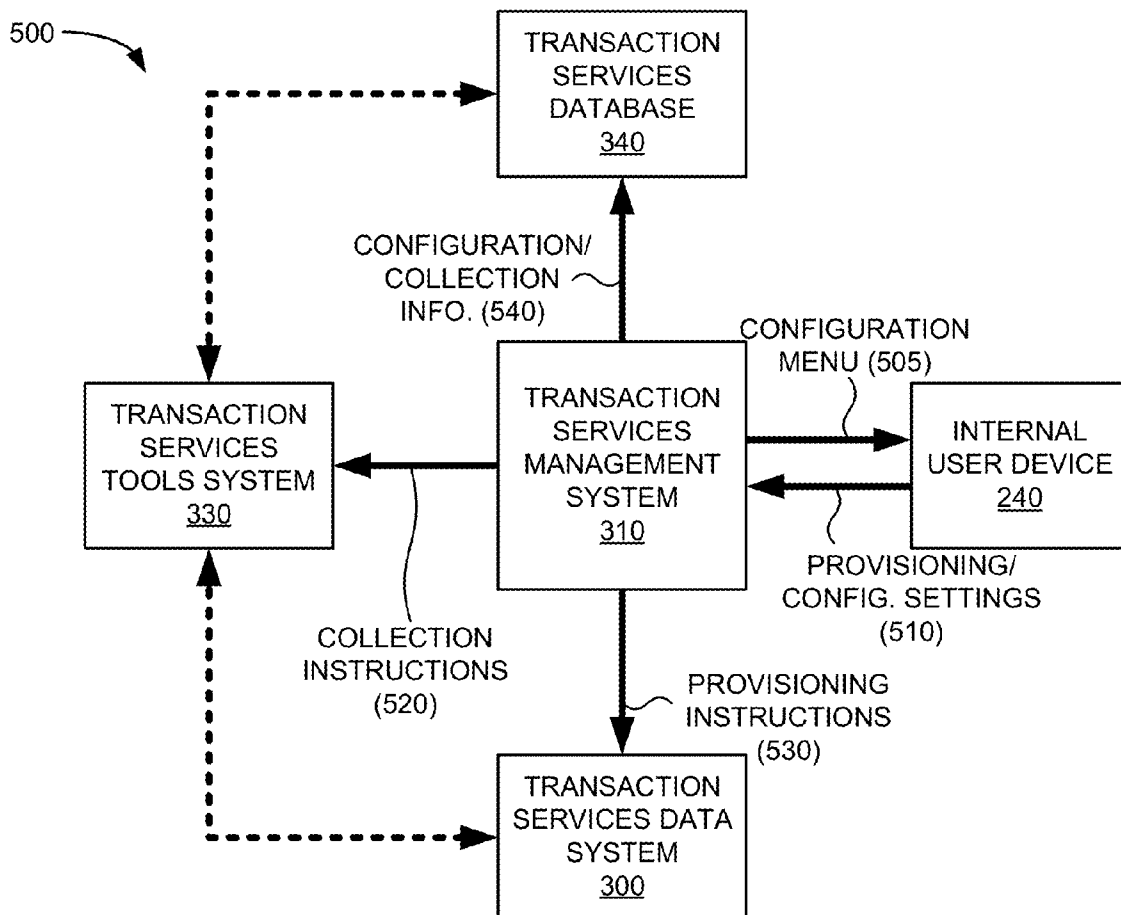 500
TRANSACTION
SERVICES
DATABASE
340
CONFIGURATION/
COLLECTION
INFO. (540)
CONFIGURATION
MENU (505)
TRANSACTION
SERVICES
TOOLS SYSTEM
330
TRANSACTION
SERVICES
MANAGEMENT
SYSTEM
310
INTERNAL
USER DEVICE
240
PROVISIONING/
CONFIG. SETTINGS
(510)
COLLECTION
INSTRUCTIONS
(520)
PROVISIONING
INSTRUCTIONS
(530)
TRANSACTION
SERVICES DATA
SYSTEM
300